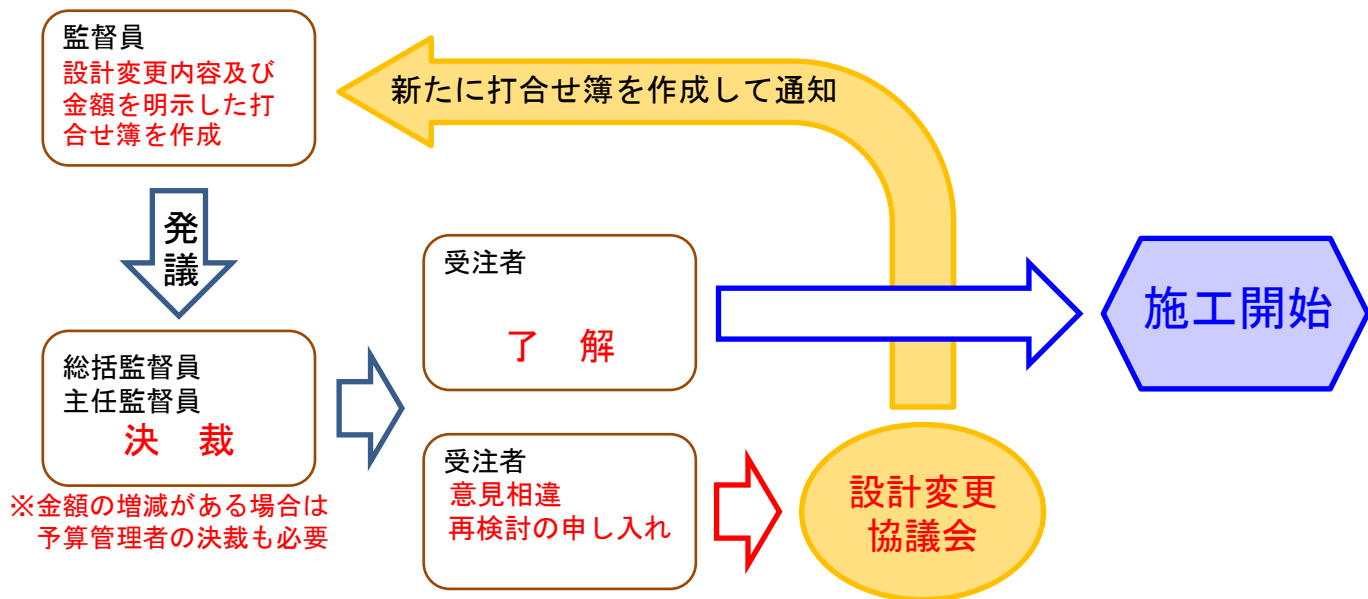 監督員
設計変更内容及び
金額を明示した打
合せ簿を作成
新たに打合せ簿を作成して通知
発
議
総括監督員
主任監督員
決　裁
※金額の増減がある場合は
予算管理者の決裁も必要
受注者
了　解
施工開始
受注者
意見相違
再検討の申し入れ
設計変更
協議会